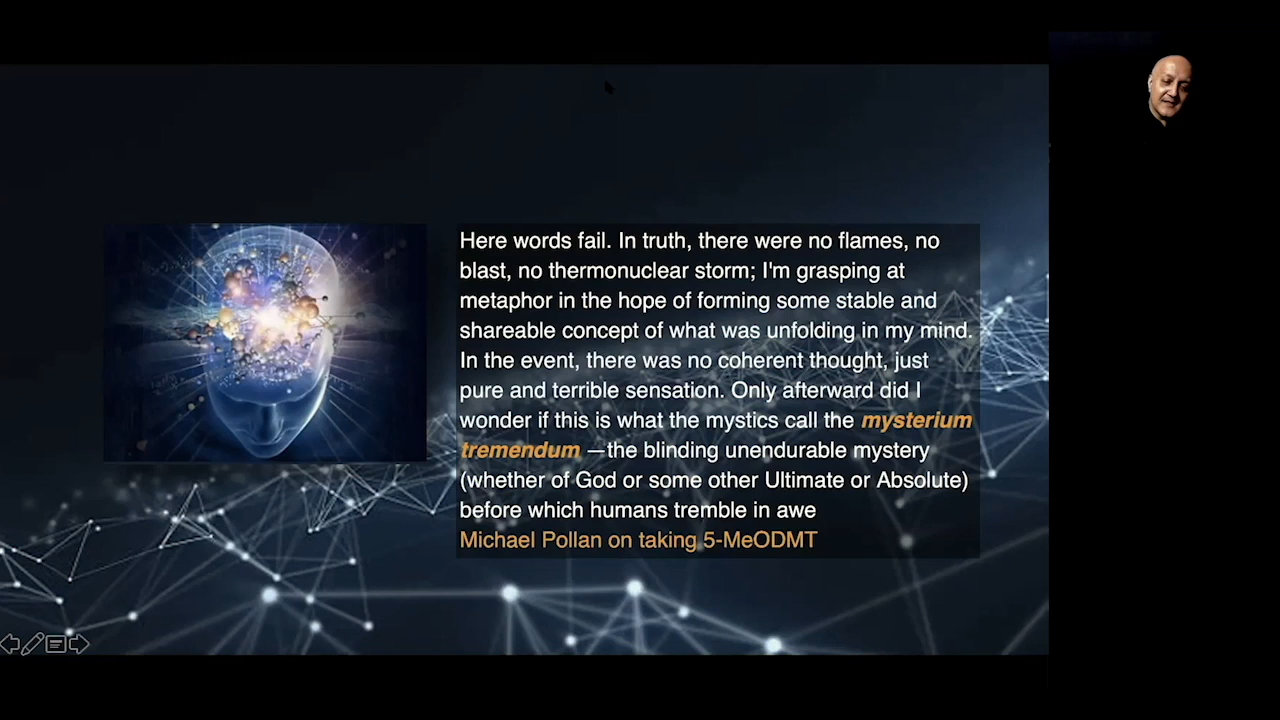 Here words fail. In truth, there were no flames, no
blast, no thermonuclear storm; I'm grasping at
metaphor in the hope of forming some stable and
shareable concept of what was unfolding in my mind.
In the event, there was no coherent thought, just
pure and terrible sensation. Only afterward did I
wonder if this is what the mystics call the mysterium
tremendum —the blinding unendurable mystery
(whether of God or some other Ultimate or Absolute)
before which humans tremble in awe
Michael Pollan on taking 5-MeODMT